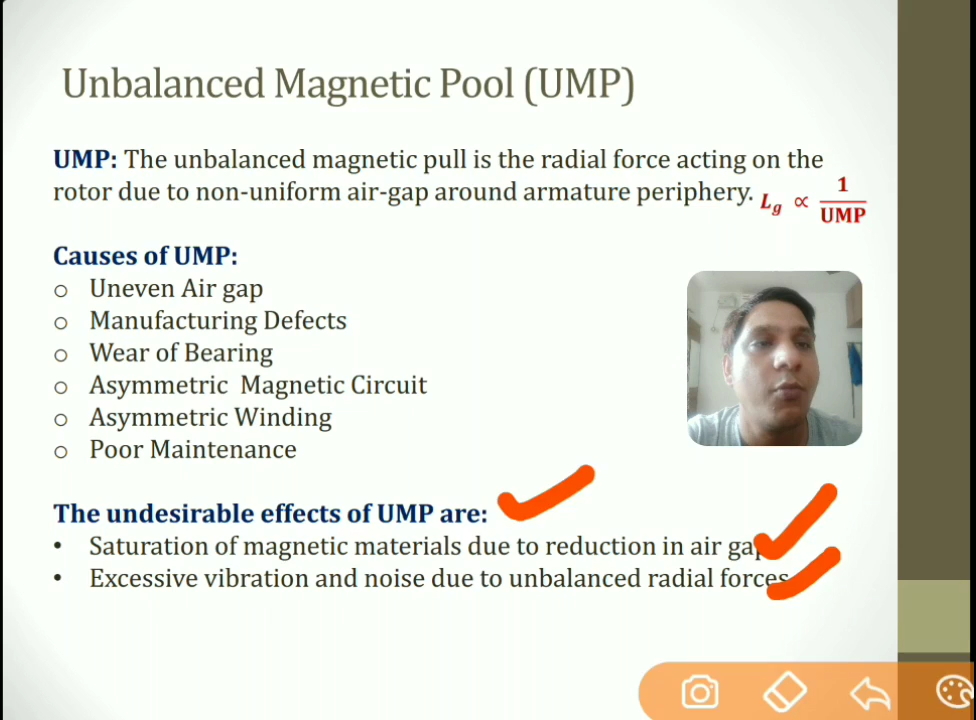 Unbalanced Magnetic Pool (UMP)
UMP: The unbalanced magnetic pull is the radial force acting on the
rotor due to non-uniform air-gap around armature periphery. Lg ∝ 1/UMP
Causes of UMP:
○ Uneven Air gap
○ Manufacturing Defects
○ Wear of Bearing
○ Asymmetric Magnetic Circuit
○ Asymmetric Winding
○ Poor Maintenance
The undesirable effects of UMP are:
• Saturation of magnetic materials due to reduction in air gap
• Excessive vibration and noise due to unbalanced radial forces